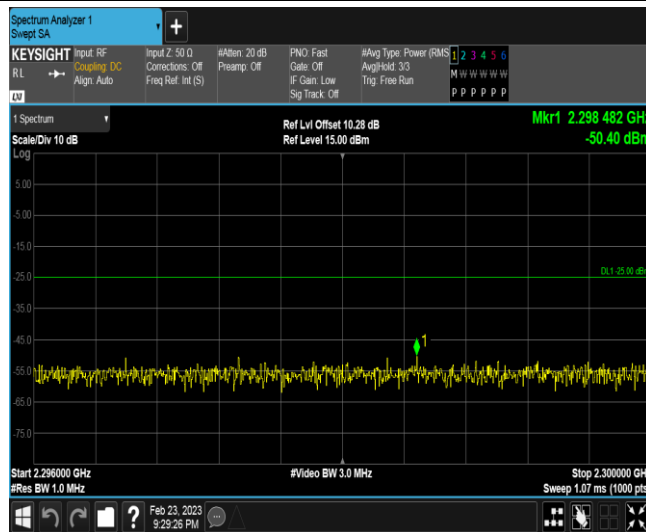 Spectrum Analyzer 1
Swept SA
+
KEYSIGHT
RL
LXI
Input: RF
Coupling: DC
Align: Auto
Input Z: 50 Ω
Corrections: Off
Freq Ref: Int (S)
#Atten: 20 dB
Preamp: Off
PNO: Fast
Gate: Off
IF Gain: Low
Sig Track: Off
#Avg Type: Power (RMS
Avg|Hold: 3/3
Trig: Free Run
1 2 3 4 5 6
M W W W W W
P P P P P P
1 Spectrum
Scale/Div 10 dB
Log
Ref Lvl Offset 10.28 dB
Ref Level 15.00 dBm
Mkr1 2.298 482 GHz
-50.40 dBm
5.00
-5.00
-15.0
-25.0
DL1 -25.00 dBm
-35.0
-45.0
1
-55.0
-65.0
-75.0
Start 2.296000 GHz
#Res BW 1.0 MHz
#Video BW 3.0 MHz
Stop 2.300000 GHz
Sweep 1.07 ms (1000 pts)
?
Feb 23, 2023
9:29:26 PM